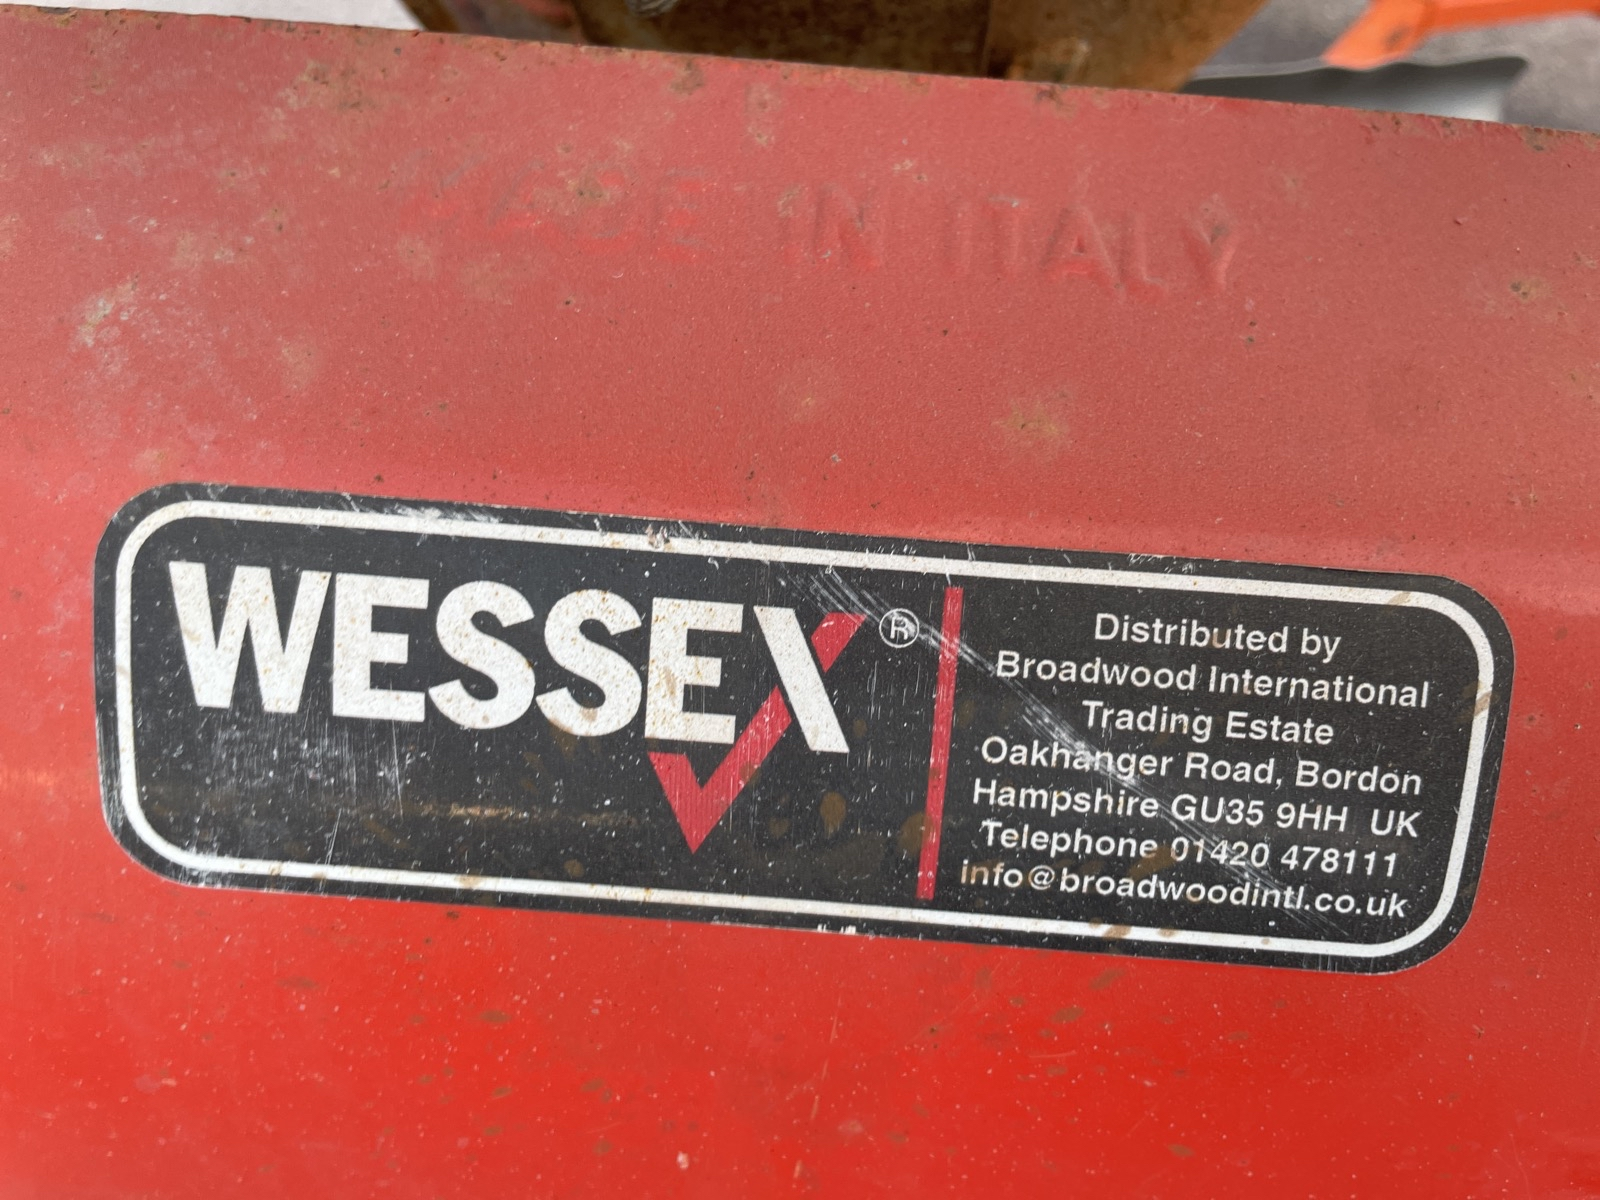 MADE IN ITALY
WESSEX®
Distributed by
Broadwood International
Trading Estate
Oakhanger Road, Bordon
Hampshire GU35 9HH UK
Telephone 01420 478111
info@broadwoodintl.co.uk